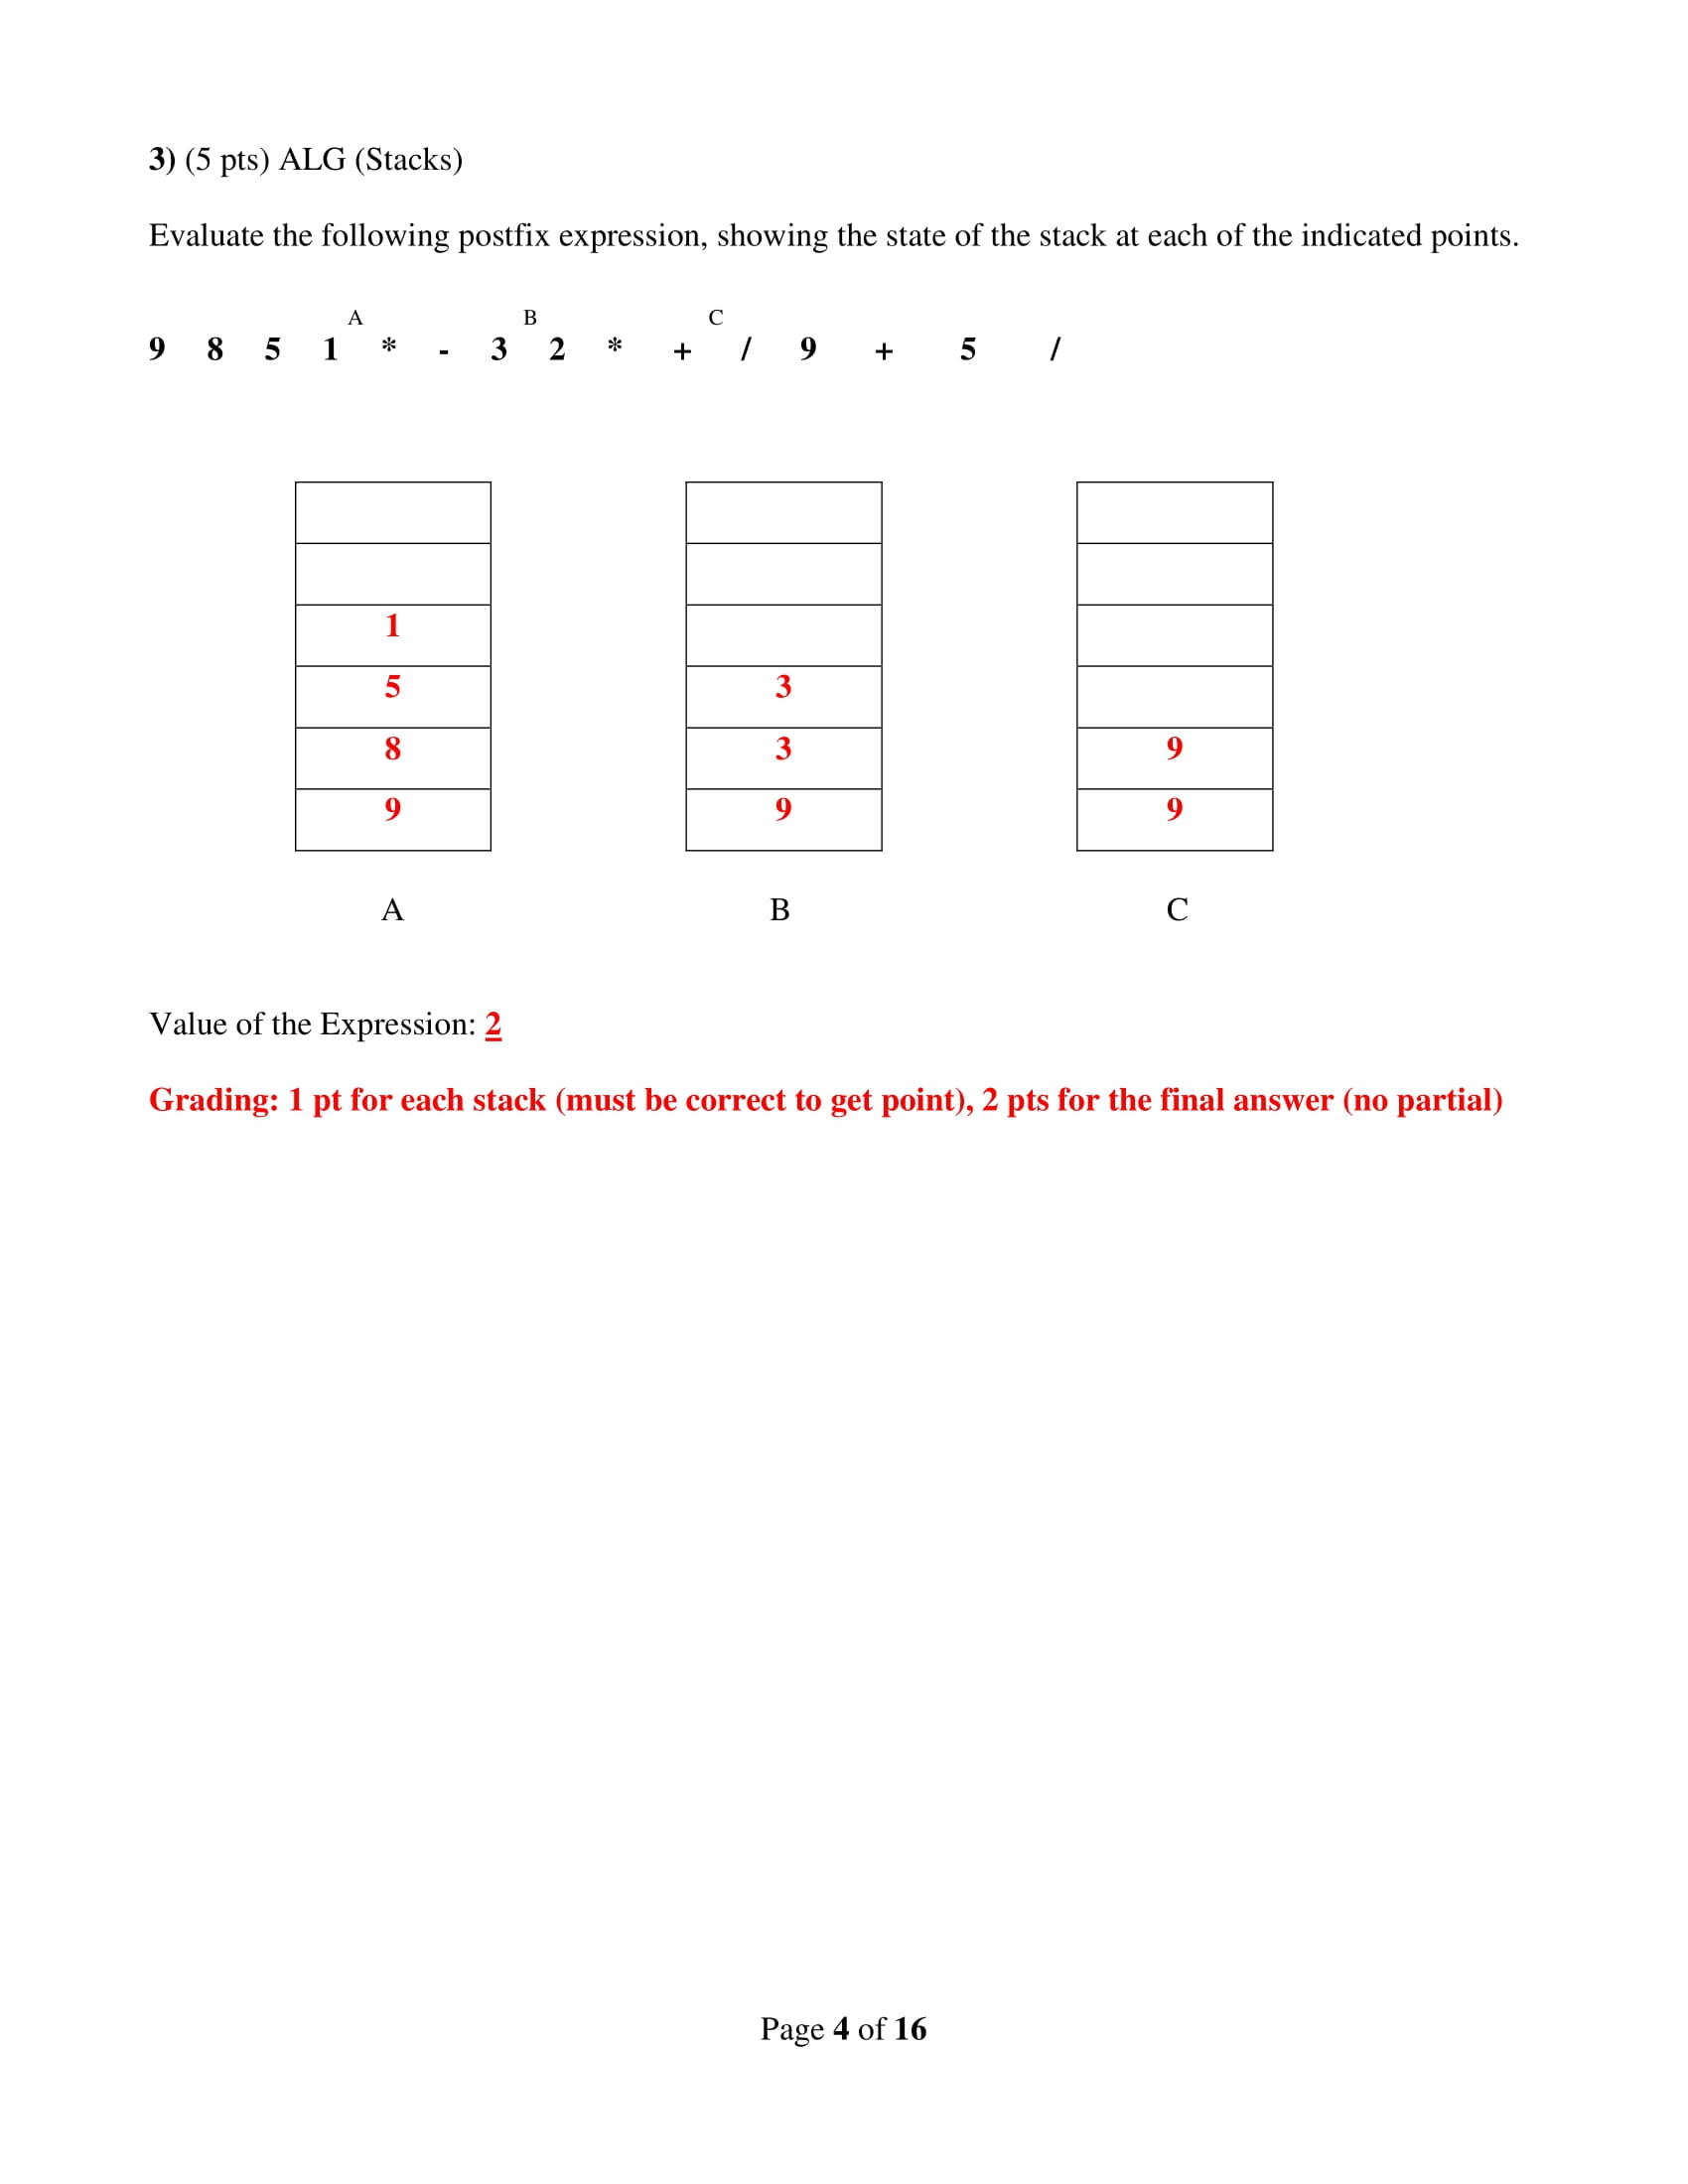 3) (5 pts) ALG (Stacks)
Evaluate the following postfix expression, showing the state of the stack at each of the indicated points.
A B C
9 8 5 1 * - 3 2 * + / 9 + 5 /
1
5 3
8 3 9
9 9 9
A B C
Value of the Expression: 2
Grading: 1 pt for each stack (must be correct to get point), 2 pts for the final answer (no partial)
Page 4 of 16